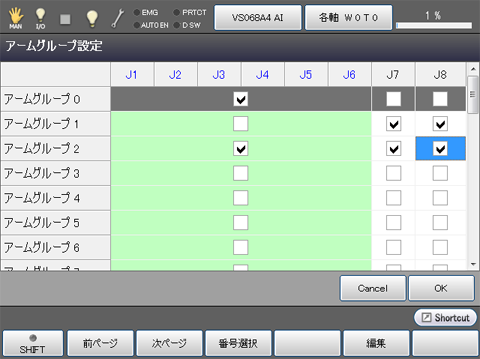 MAN
I/O
EMG
PRTCT
AUTO EN
D SW
VS068A4 AI
各軸 W0T0
1 %
アームグループ設定
J1 J2 J3 J4 J5 J6 J7 J8
アームグループ 0
アームグループ 1
アームグループ 2
アームグループ 3
アームグループ 4
アームグループ 5
アームグループ 6
Cancel OK
Shortcut
SHIFT 前ページ 次ページ 番号選択 編集